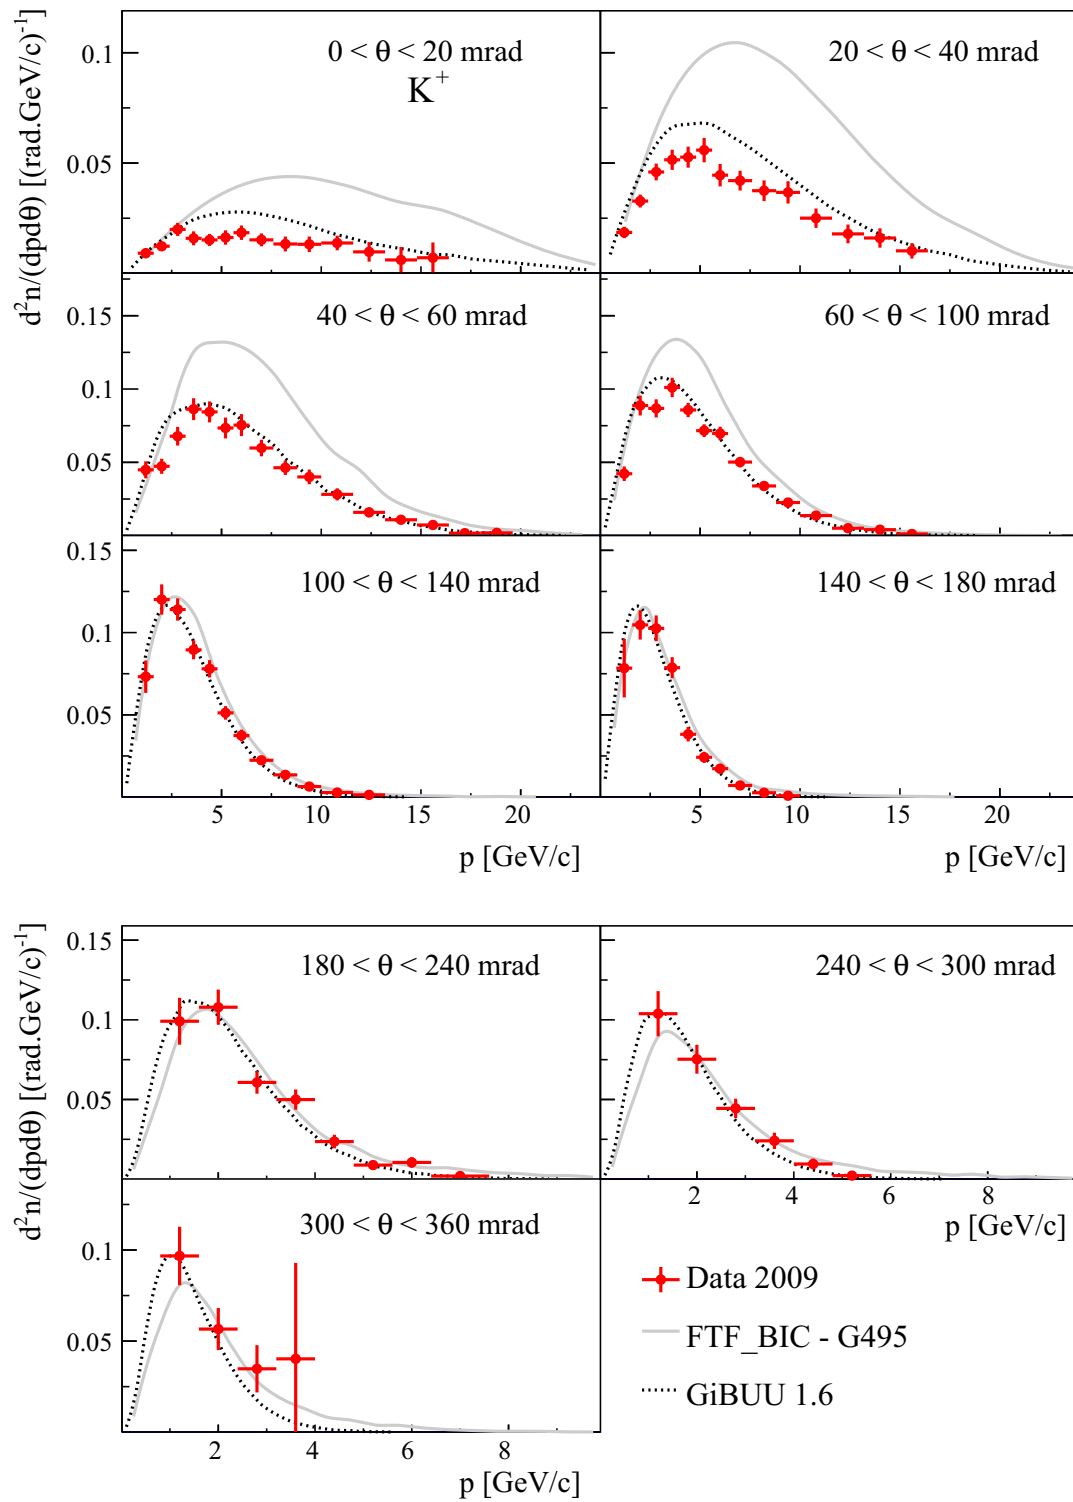 d²n/(dpdθ) [(rad.GeV/c)⁻¹]
0 < θ < 20 mrad
K⁺
20 < θ < 40 mrad
0.1
0.05
40 < θ < 60 mrad
60 < θ < 100 mrad
0.15
0.1
0.05
100 < θ < 140 mrad
140 < θ < 180 mrad
0.15
0.1
0.05
5 10 15 20 5 10 15 20
p [GeV/c] p [GeV/c]
d²n/(dpdθ) [(rad.GeV/c)⁻¹]
180 < θ < 240 mrad
240 < θ < 300 mrad
0.15
0.1
0.05
2 4 6 8
p [GeV/c]
300 < θ < 360 mrad
0.1
0.05
2 4 6 8
p [GeV/c]
Data 2009
FTF_BIC - G495
GiBUU 1.6